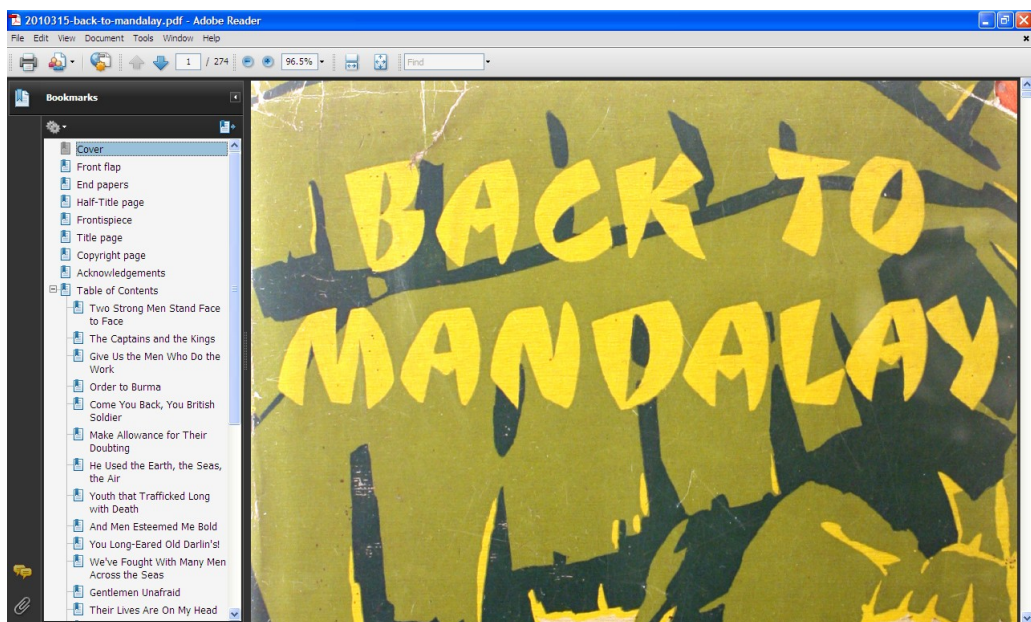 2010315-back-to-mandalay.pdf - Adobe Reader
File Edit View Document Tools Window Help
1 / 274 96.5% Find
Bookmarks
Cover
Front flap
End papers
Half-Title page
Frontispiece
Title page
Copyright page
Acknowledgements
Table of Contents
Two Strong Men Stand Face
to Face
The Captains and the Kings
Give Us the Men Who Do the
Work
Order to Burma
Come You Back, You British
Soldier
Make Allowance for Their
Doubting
He Used the Earth, the Seas,
the Air
Youth that Trafficked Long
with Death
And Men Esteemed Me Bold
You Long-Eared Old Darlin's!
We've Fought With Many Men
Across the Seas
Gentlemen Unafraid
Their Lives Are On My Head
BACK TO
MANDALAY